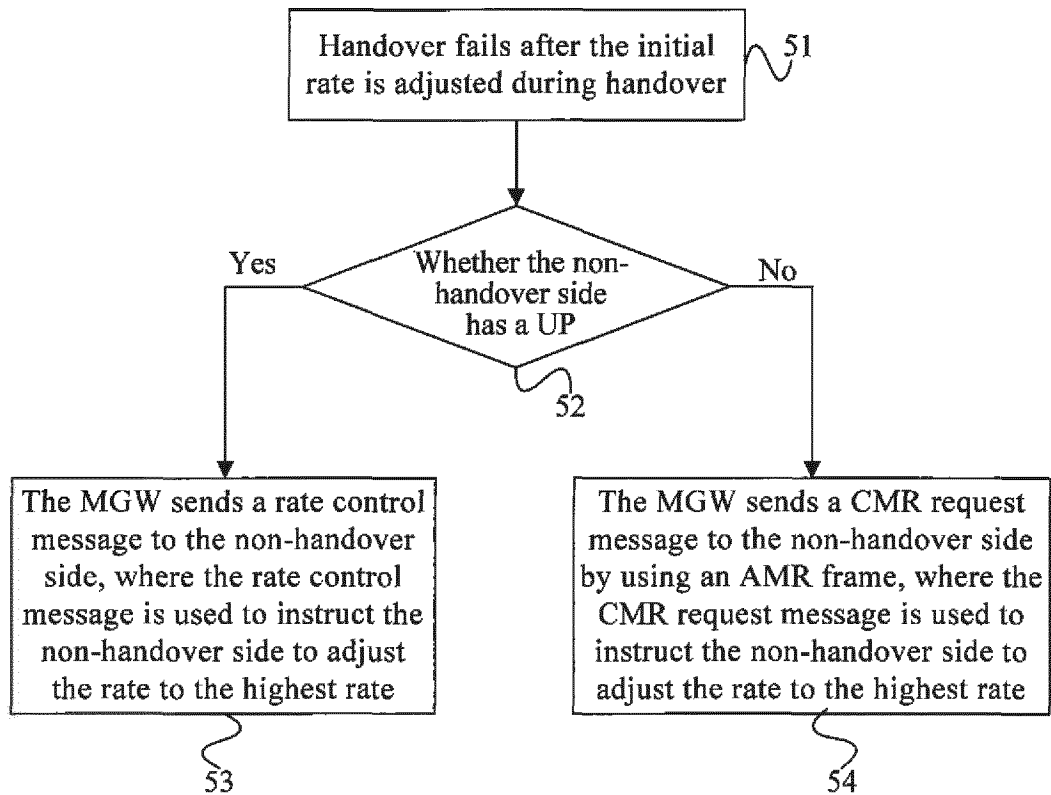 Handover fails after the initial
rate is adjusted during handover
51
Yes
Whether the non-
handover side
has a UP
No
52
The MGW sends a rate control
message to the non-handover
side, where the rate control
message is used to instruct the
non-handover side to adjust
the rate to the highest rate
53
The MGW sends a CMR request
message to the non-handover side
by using an AMR frame, where the
CMR request message is used to
instruct the non-handover side to
adjust the rate to the highest rate
54